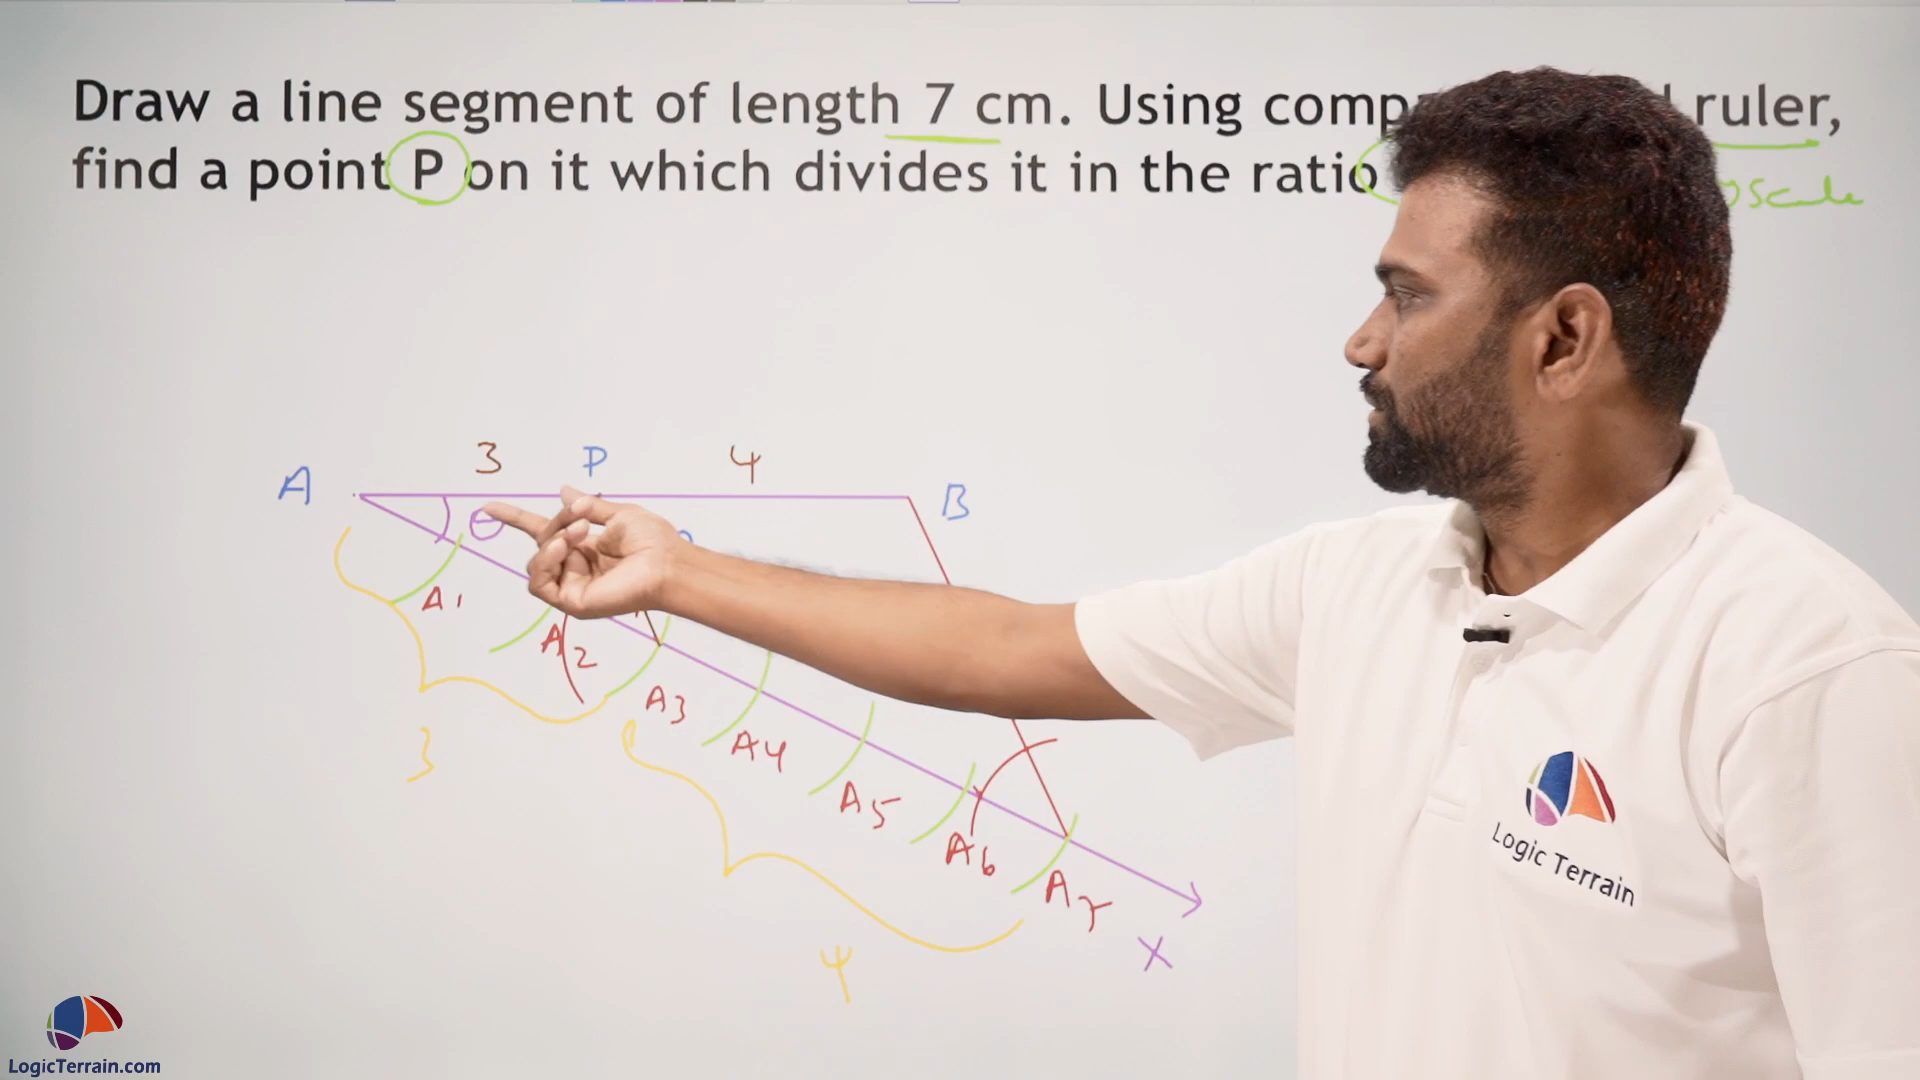 Draw a line segment of length 7 cm. Using ruler,
find a point P on it which divides it in the ratio
scale
3 P 4
A B
θ
A1
A2
A3
3
A4
A5
A6
A7
4
X
Logic Terrain
LogicTerrain.com